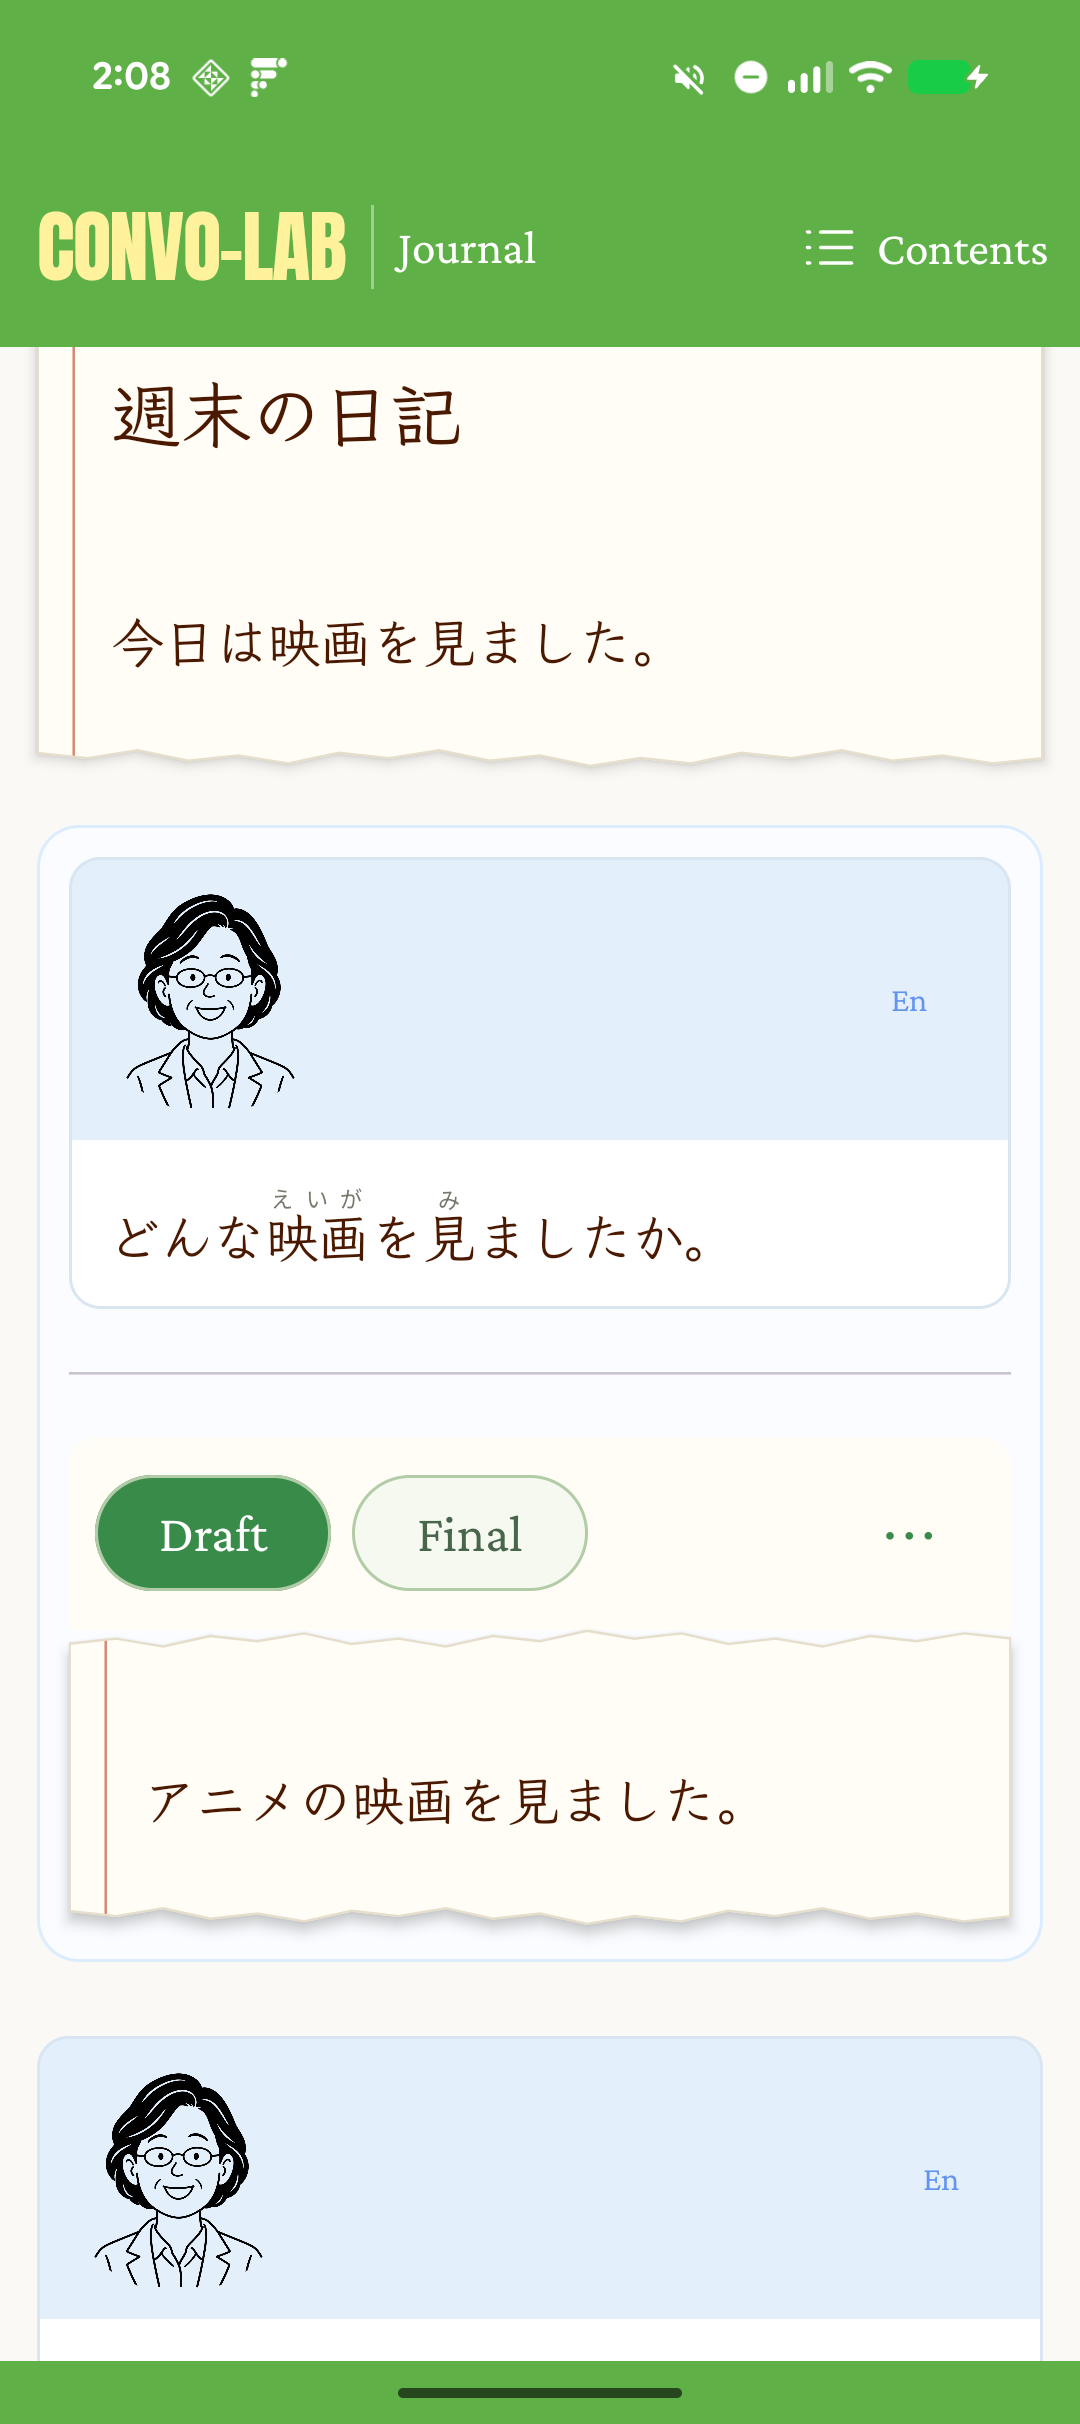 2:08
CONVO-LAB
Journal
Contents
週末の日記
今日は映画を見ました。
En
えいが み
どんな映画を見ましたか。
Draft
Final
...
アニメの映画を見ました。
En